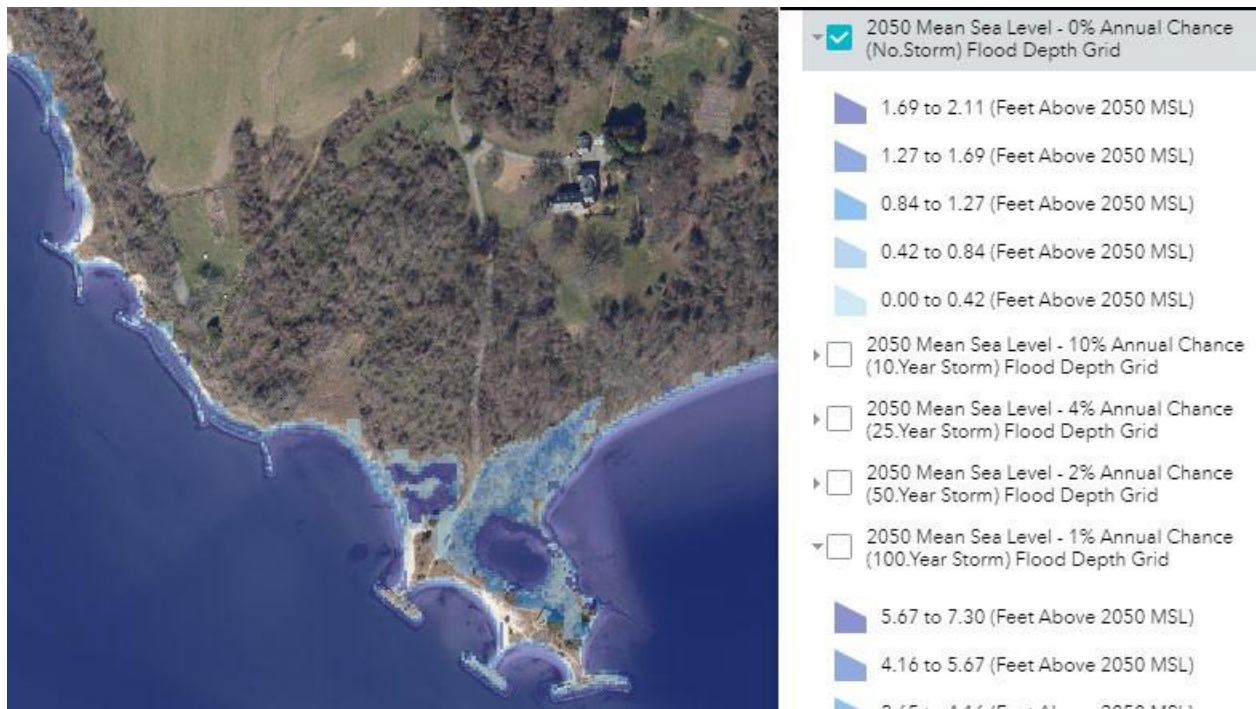 2050 Mean Sea Level - 0% Annual Chance
(No.Storm) Flood Depth Grid
1.69 to 2.11 (Feet Above 2050 MSL)
1.27 to 1.69 (Feet Above 2050 MSL)
0.84 to 1.27 (Feet Above 2050 MSL)
0.42 to 0.84 (Feet Above 2050 MSL)
0.00 to 0.42 (Feet Above 2050 MSL)
2050 Mean Sea Level - 10% Annual Chance
(10.Year Storm) Flood Depth Grid
2050 Mean Sea Level - 4% Annual Chance
(25.Year Storm) Flood Depth Grid
2050 Mean Sea Level - 2% Annual Chance
(50.Year Storm) Flood Depth Grid
2050 Mean Sea Level - 1% Annual Chance
(100.Year Storm) Flood Depth Grid
5.67 to 7.30 (Feet Above 2050 MSL)
4.16 to 5.67 (Feet Above 2050 MSL)